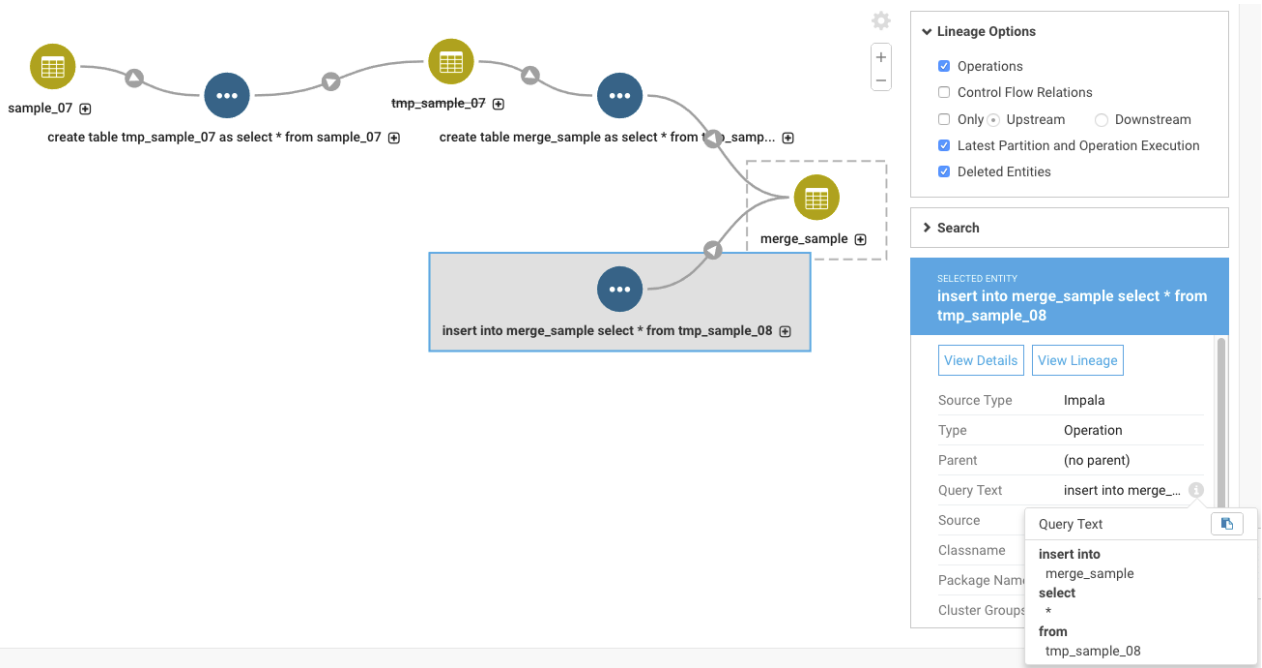 sample_07
create table tmp_sample_07 as select * from sample_07
tmp_sample_07
create table merge_sample as select * from tmp_samp...
merge_sample
insert into merge_sample select * from tmp_sample_08
Lineage Options
Operations
Control Flow Relations
Only Upstream Downstream
Latest Partition and Operation Execution
Deleted Entities
Search
SELECTED ENTITY
insert into merge_sample select * from
tmp_sample_08
View Details View Lineage
Source Type Impala
Type Operation
Parent (no parent)
Query Text insert into merge_...
Source
Classname
Package Name
Cluster Groups
Query Text
insert into
merge_sample
select
*
from
tmp_sample_08